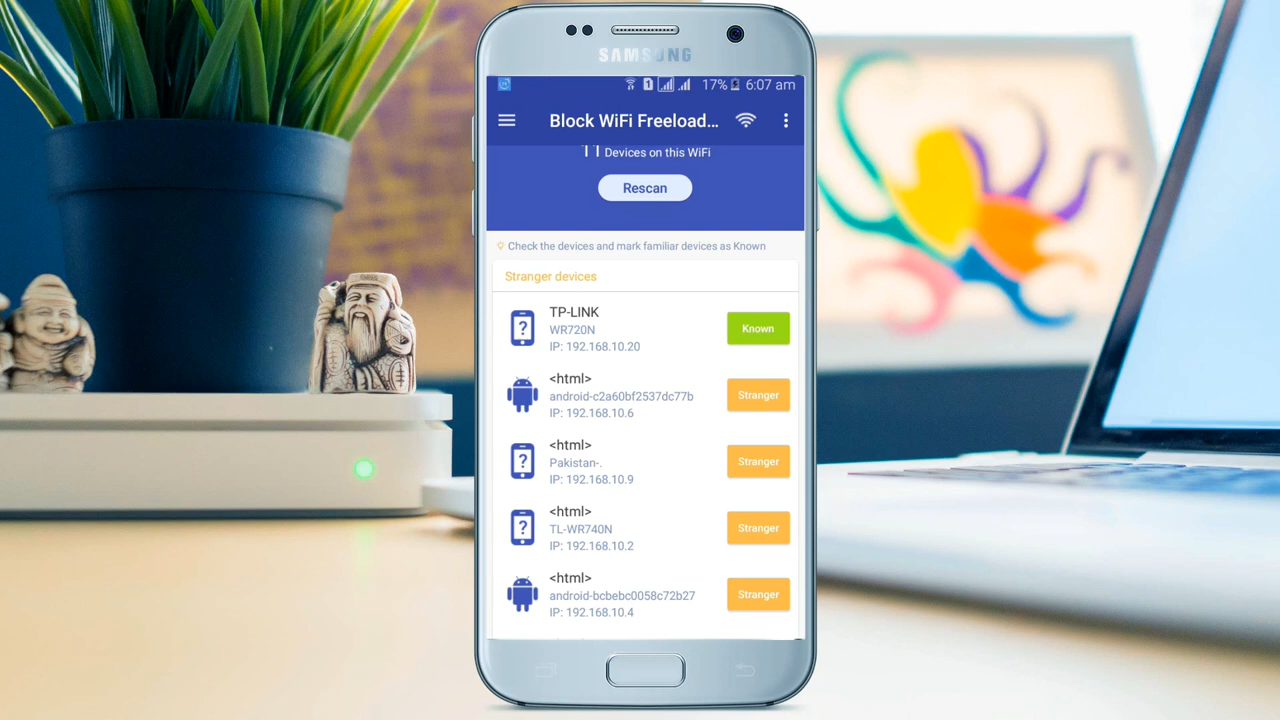 SAMSUNG
17% 6:07 am
Block WiFi Freeload...
Devices on this WiFi
Rescan
Check the devices and mark familiar devices as Known
Stranger devices
TP-LINK
WR720N
IP: 192.168.10.20
Known
<html>
android-c2a60bf2537dc77b
IP: 192.168.10.6
Stranger
<html>
Pakistan-.
IP: 192.168.10.9
Stranger
<html>
TL-WR740N
IP: 192.168.10.2
Stranger
<html>
android-bcbebc0058c72b27
IP: 192.168.10.4
Stranger